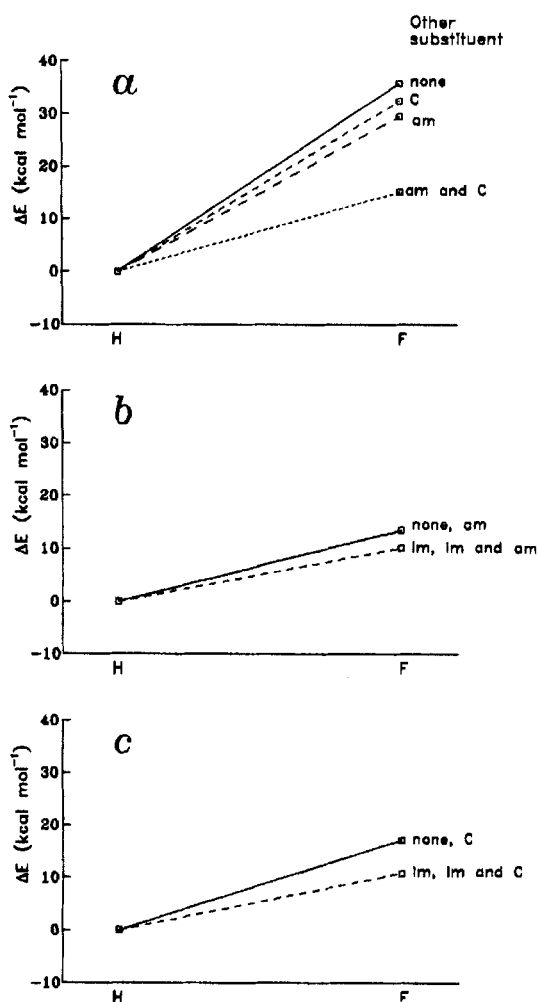 Other
substituent
a
40
30
20
10
0
-10
ΔE (kcal mol⁻¹)
none
C
am
am and C
H F
b
40
30
20
10
0
-10
ΔE (kcal mol⁻¹)
none, am
im, im and am
H F
c
40
30
20
10
0
-10
ΔE (kcal mol⁻¹)
none, C
im, im and C
H F